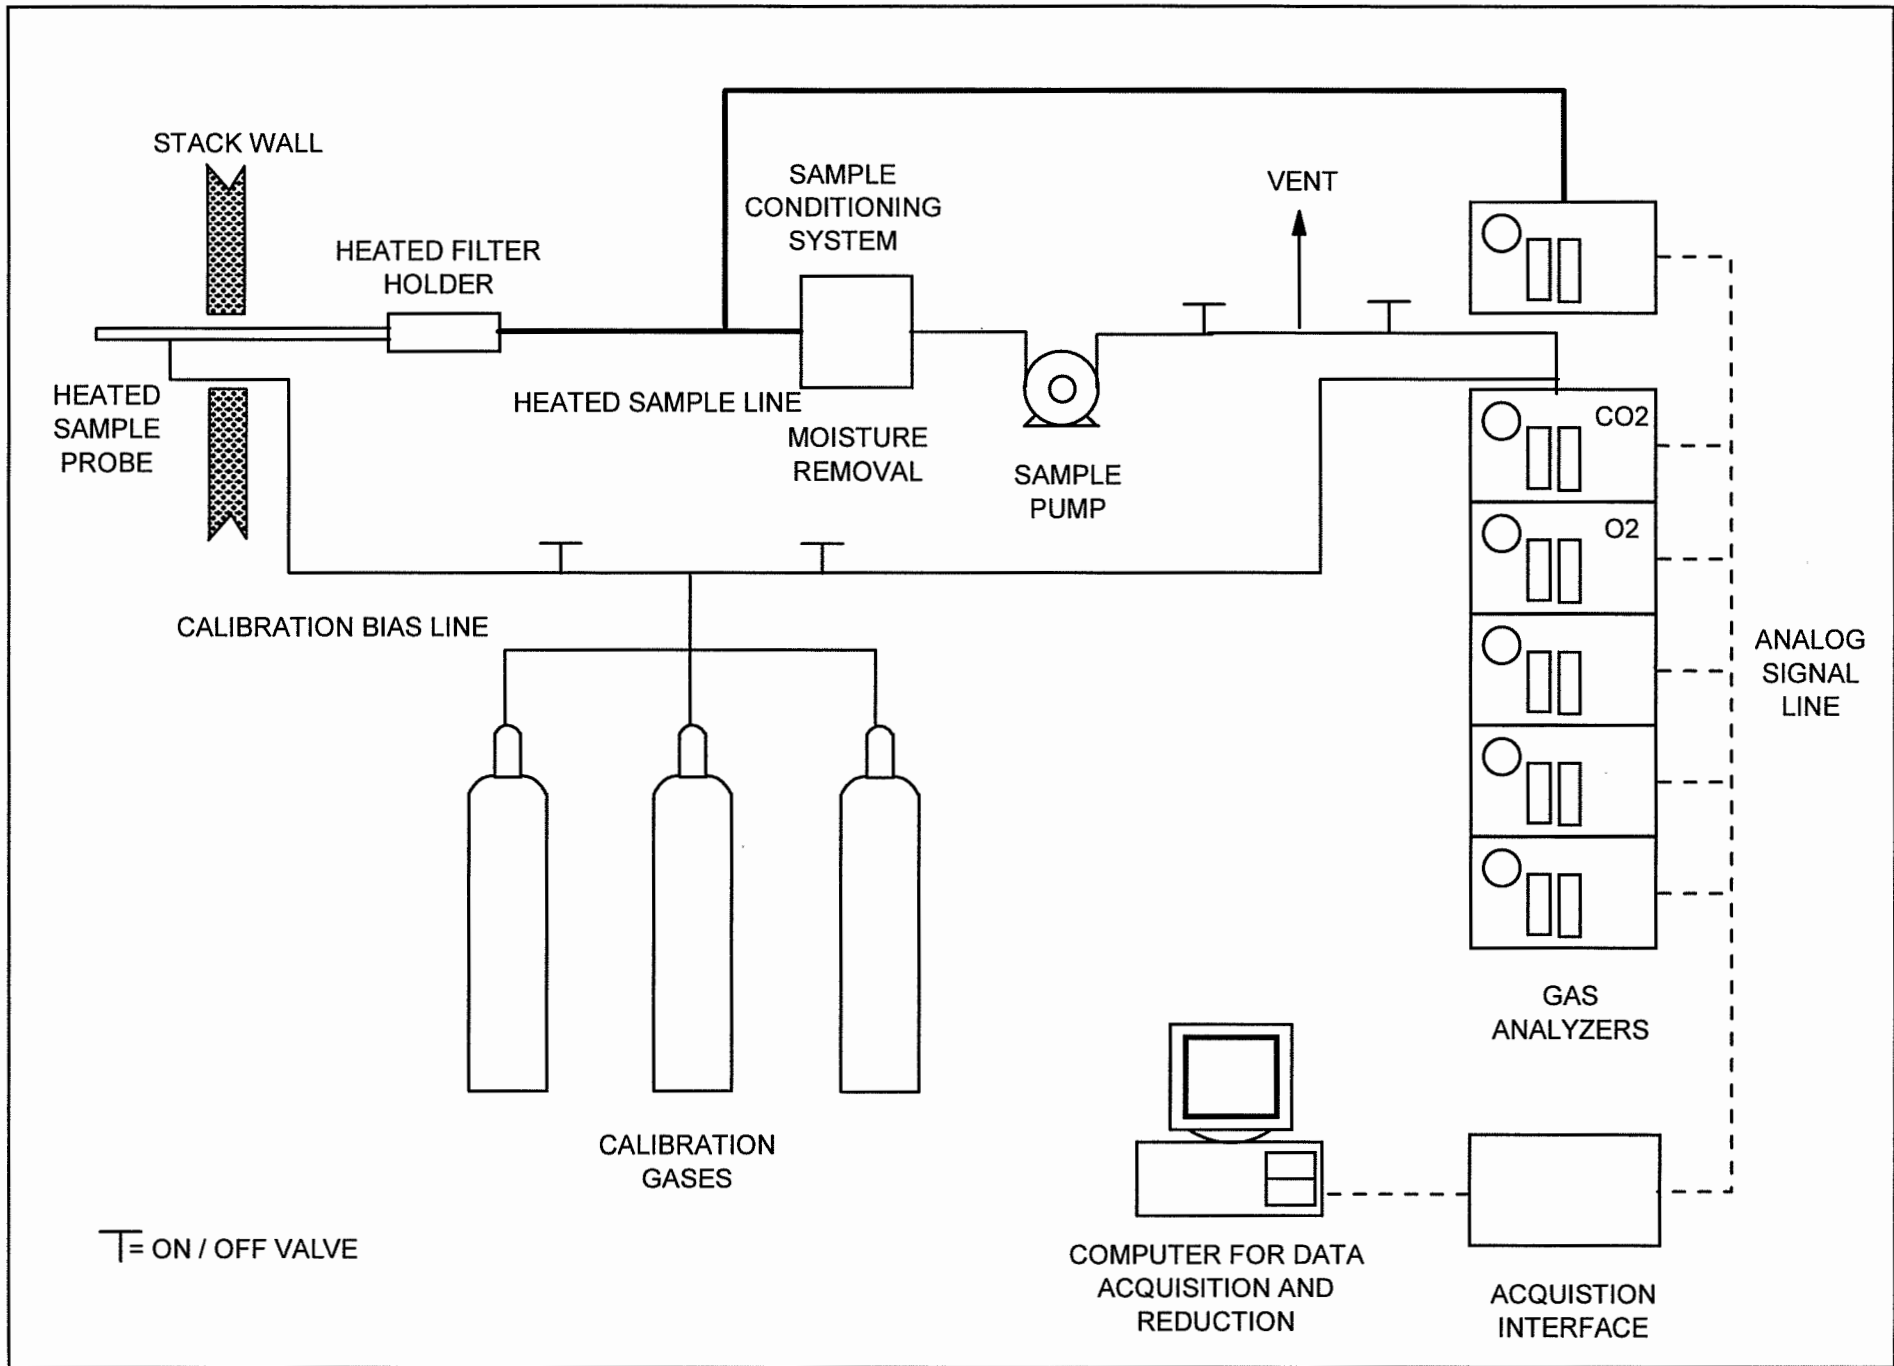 STACK WALL
SAMPLE
CONDITIONING
SYSTEM
VENT
HEATED FILTER
HOLDER
HEATED
SAMPLE
PROBE
HEATED SAMPLE LINE
MOISTURE
REMOVAL
SAMPLE
PUMP
CO2
O2
CALIBRATION BIAS LINE
ANALOG
SIGNAL
LINE
GAS
ANALYZERS
CALIBRATION
GASES
= ON / OFF VALVE
COMPUTER FOR DATA
ACQUISITION AND
REDUCTION
ACQUISTION
INTERFACE